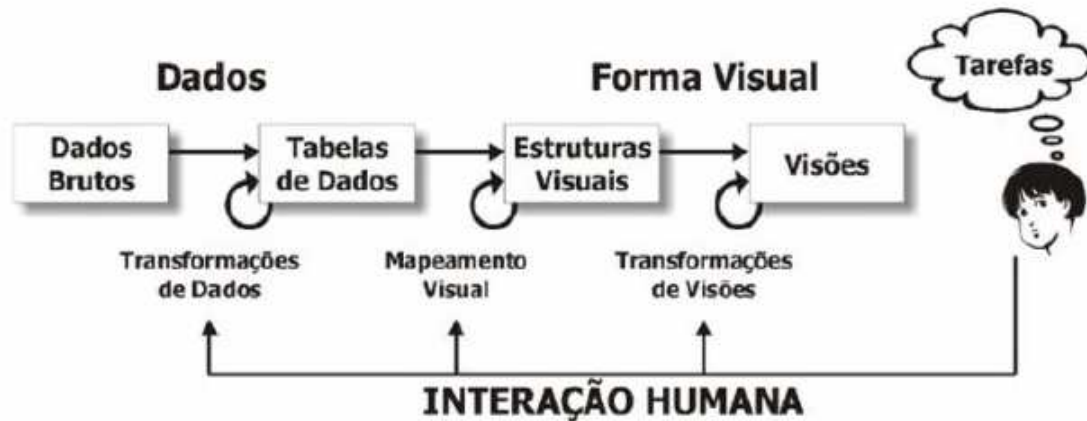 Dados
Forma Visual
Tarefas
Dados
Brutos
Tabelas
de Dados
Estruturas
Visuais
Visões
Transformações
de Dados
Mapeamento
Visual
Transformações
de Visões
INTERAÇÃO HUMANA